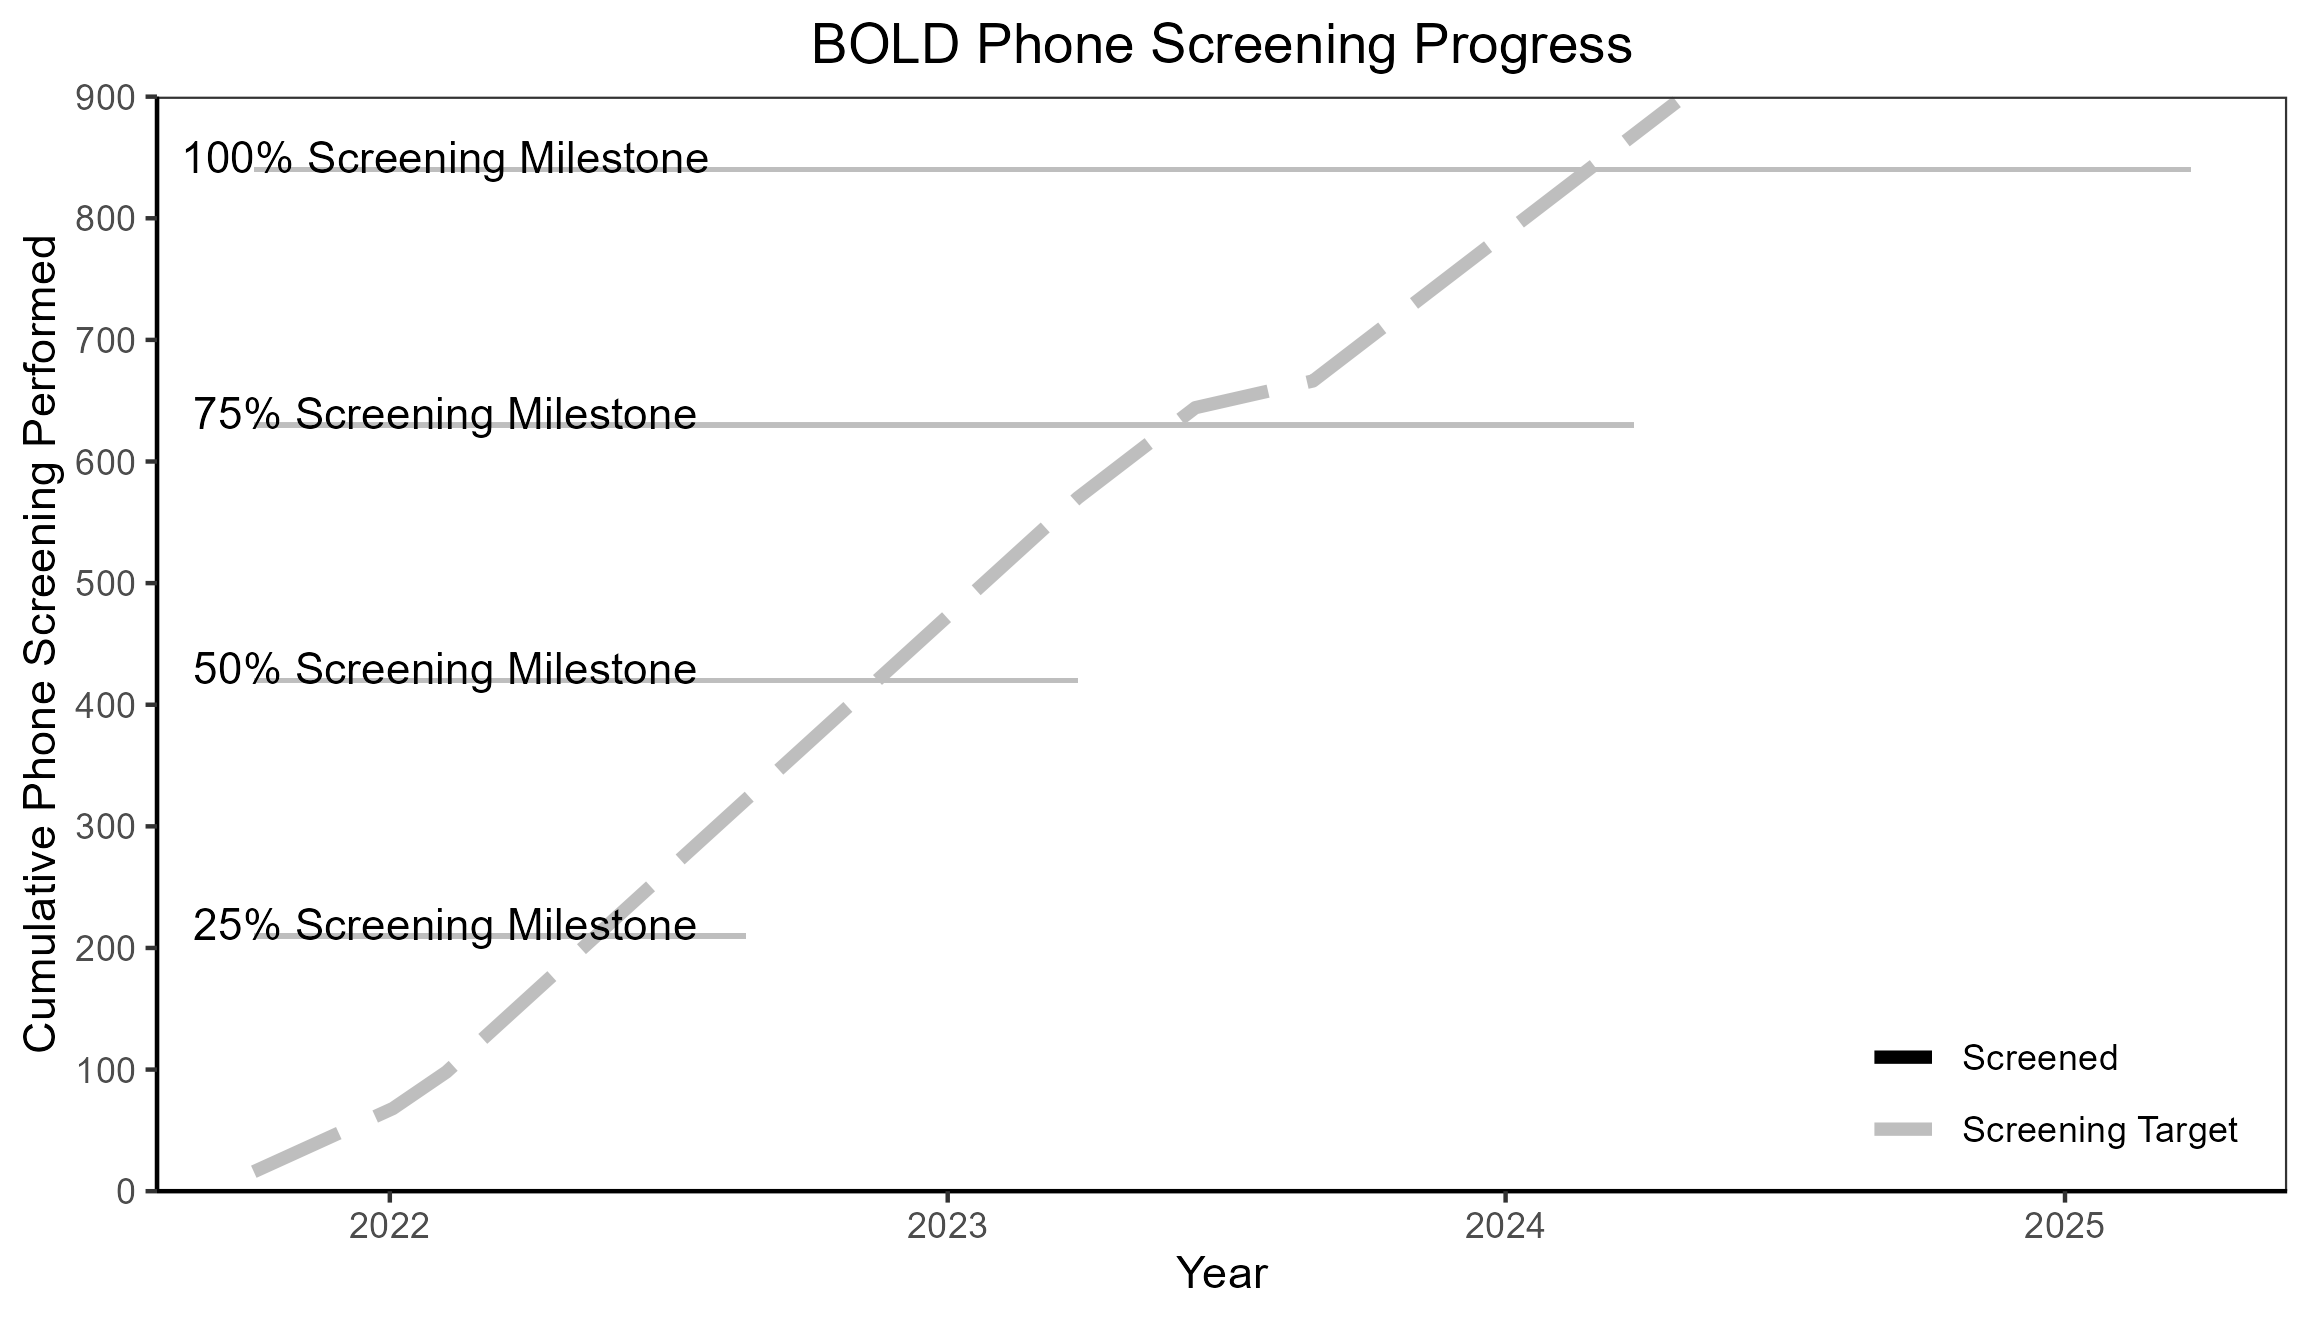 BOLD Phone Screening Progress
Cumulative Phone Screening Performed
900
800
700
600
500
400
300
200
100
0
100% Screening Milestone
75% Screening Milestone
50% Screening Milestone
25% Screening Milestone
Screened
Screening Target
2022
2023
2024
2025
Year